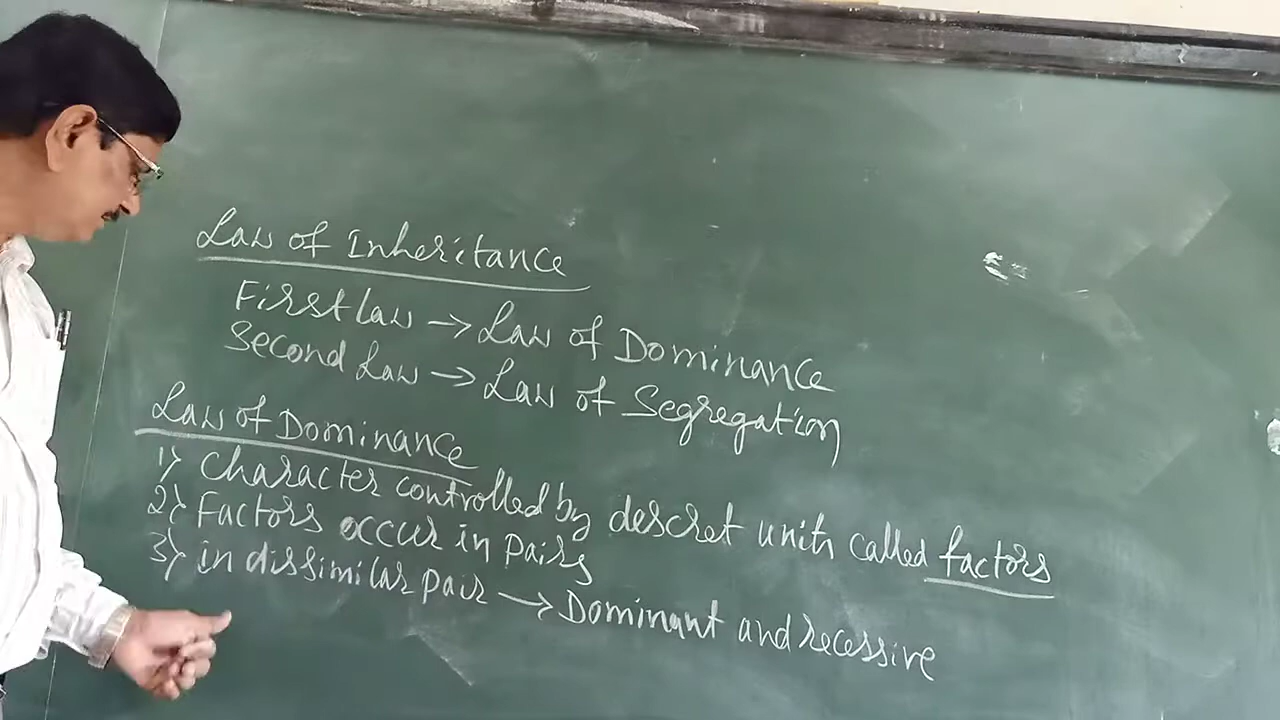 Law of Inheritance
First law → Law of Dominance
Second Law → Law of Segregation
Law of Dominance
1) Character controlled by descret units called factors
2) Factors occur in Pairs
3) in dissimilar pair → Dominant and recessive